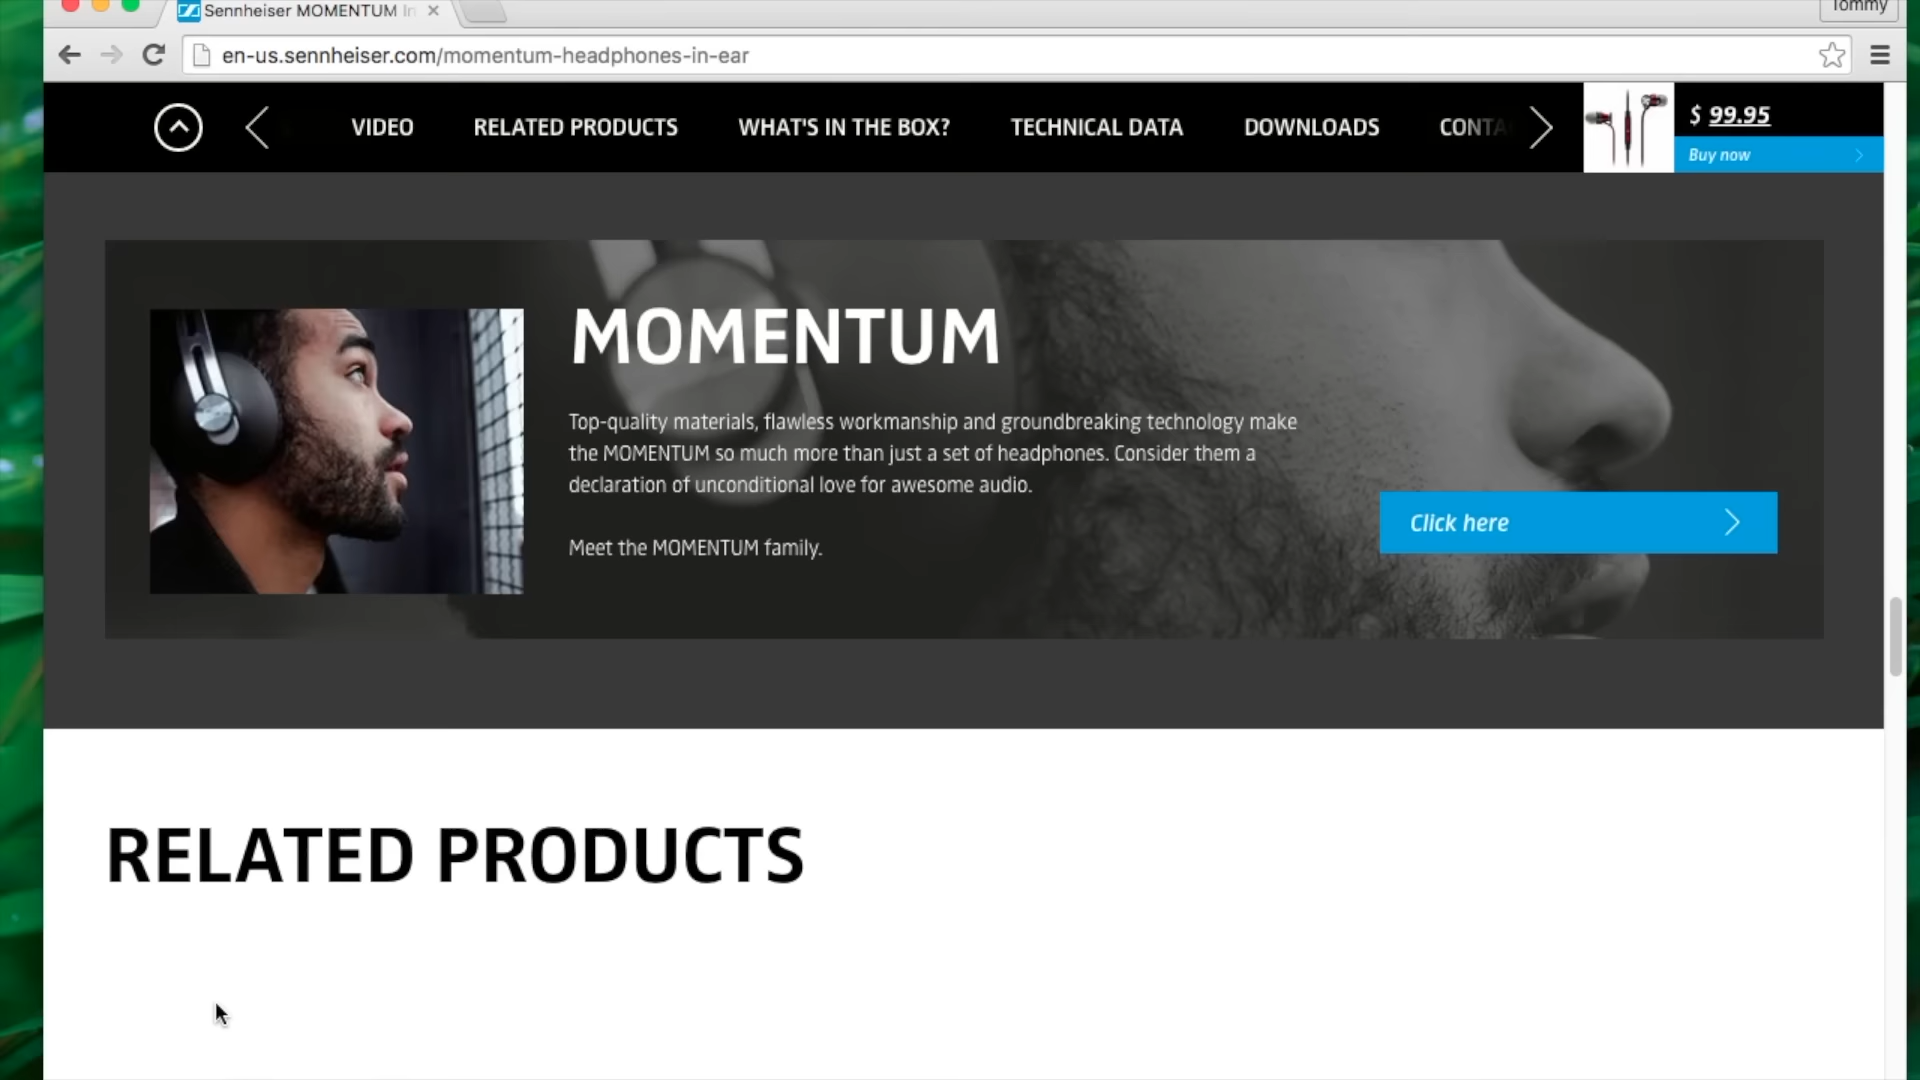 Sennheiser MOMENTUM In
Tommy
en-us.sennheiser.com/momentum-headphones-in-ear
VIDEO RELATED PRODUCTS WHAT'S IN THE BOX? TECHNICAL DATA DOWNLOADS CONTA
$ 99.95
Buy now
MOMENTUM
Top-quality materials, flawless workmanship and groundbreaking technology make
the MOMENTUM so much more than just a set of headphones. Consider them a
declaration of unconditional love for awesome audio.
Meet the MOMENTUM family.
Click here
RELATED PRODUCTS